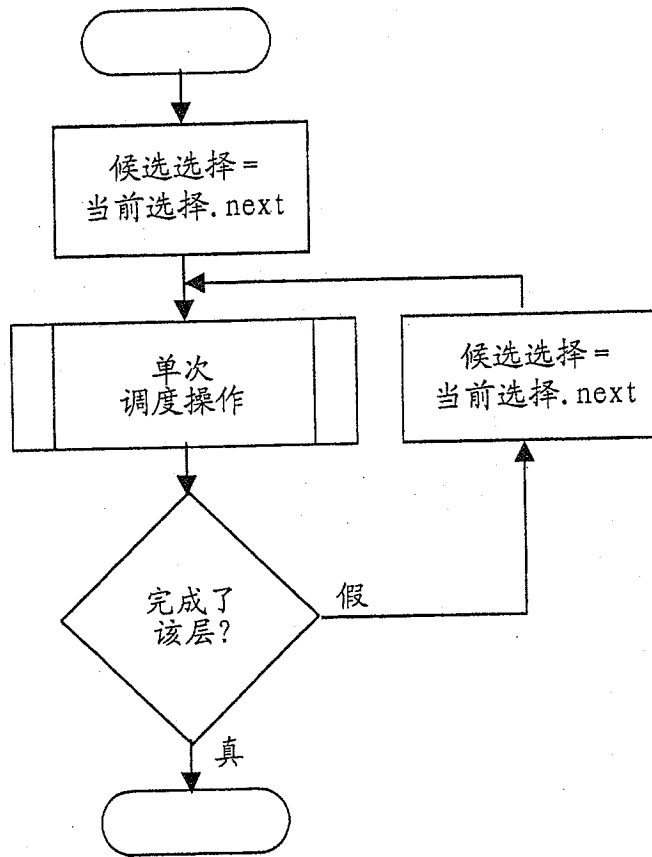 候选选择=
当前选择.next
单次
调度操作
候选选择=
当前选择.next
完成了
该层?
假
真